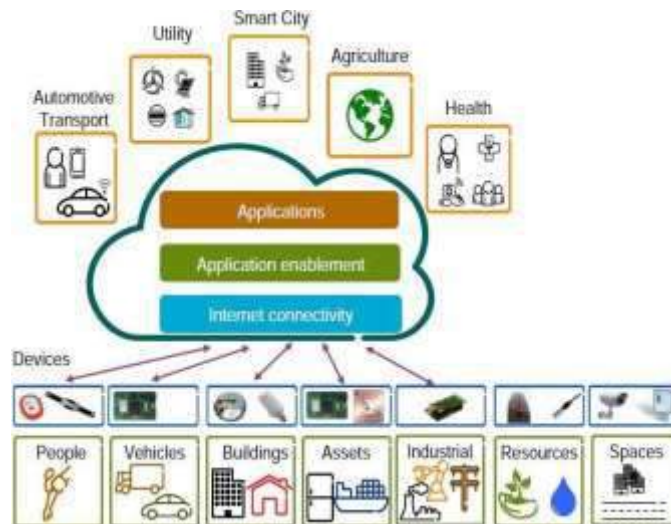 Smart City
Utility
Agriculture
Automotive
Transport
Health
Applications
Application enablement
Internet connectivity
Devices
People
Vehicles
Buildings
Assets
Industrial
Resources
Spaces